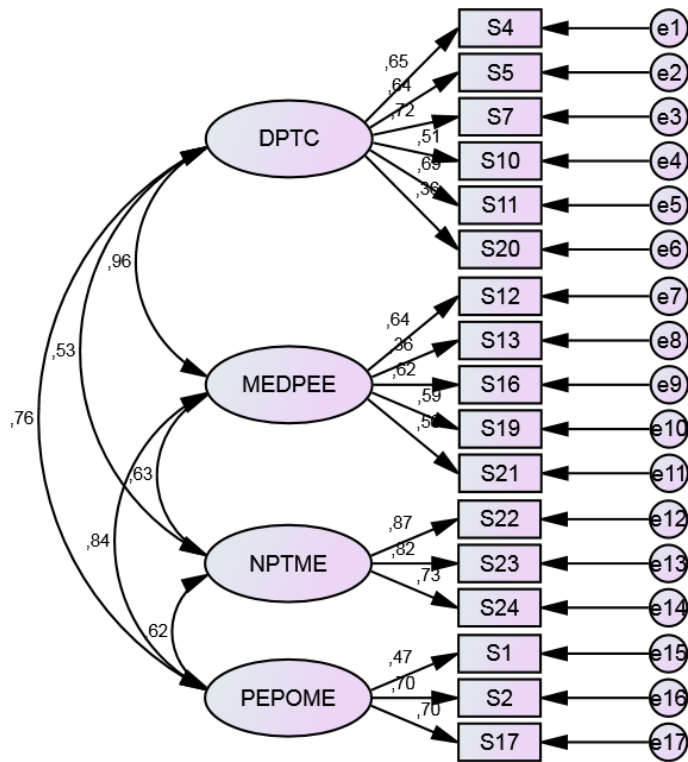 S4 e1
,65
S5 e2
,64
S7 e3
,72
DPTC
S10 e4
,51
S11 e5
,69
S20 e6
,36
,96
S12 e7
,64
S13 e8
,36
,53
MEDPEE
S16 e9
,62
,76
S19 e10
,59
S21 e11
,63
S22 e12
,87
,84
NPTME
S23 e13
,82
S24 e14
,73
62
S1 e15
,47
PEPOME
S2 e16
,70
S17 e17
,70